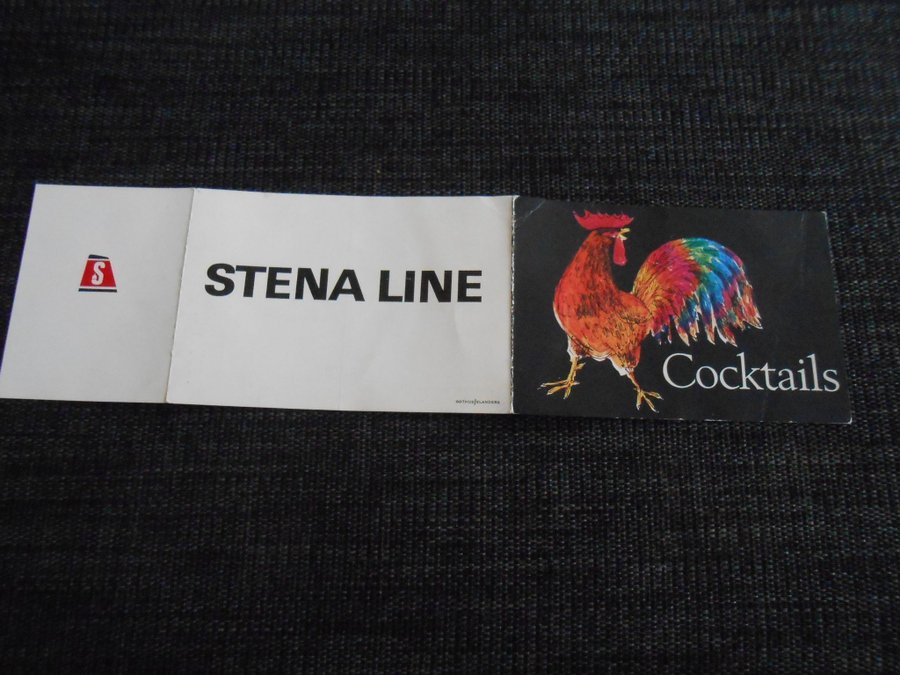 S
STENA LiNE
Cocktails